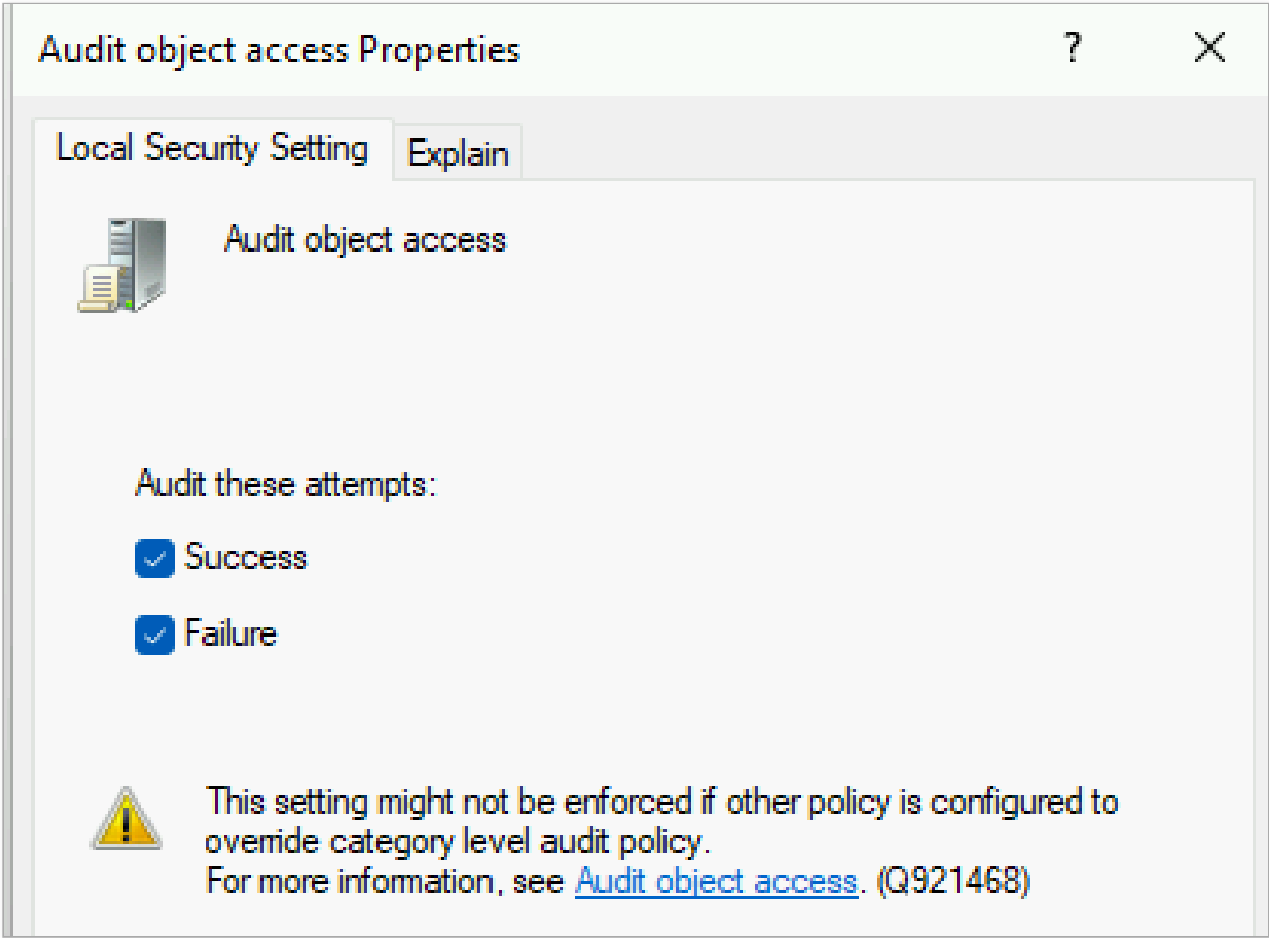 Audit object access Properties
?
Local Security Setting
Explain
Audit object access
Audit these attempts:
Success
Failure
This setting might not be enforced if other policy is configured to
override category level audit policy.
For more information, see Audit object access. (Q921468)